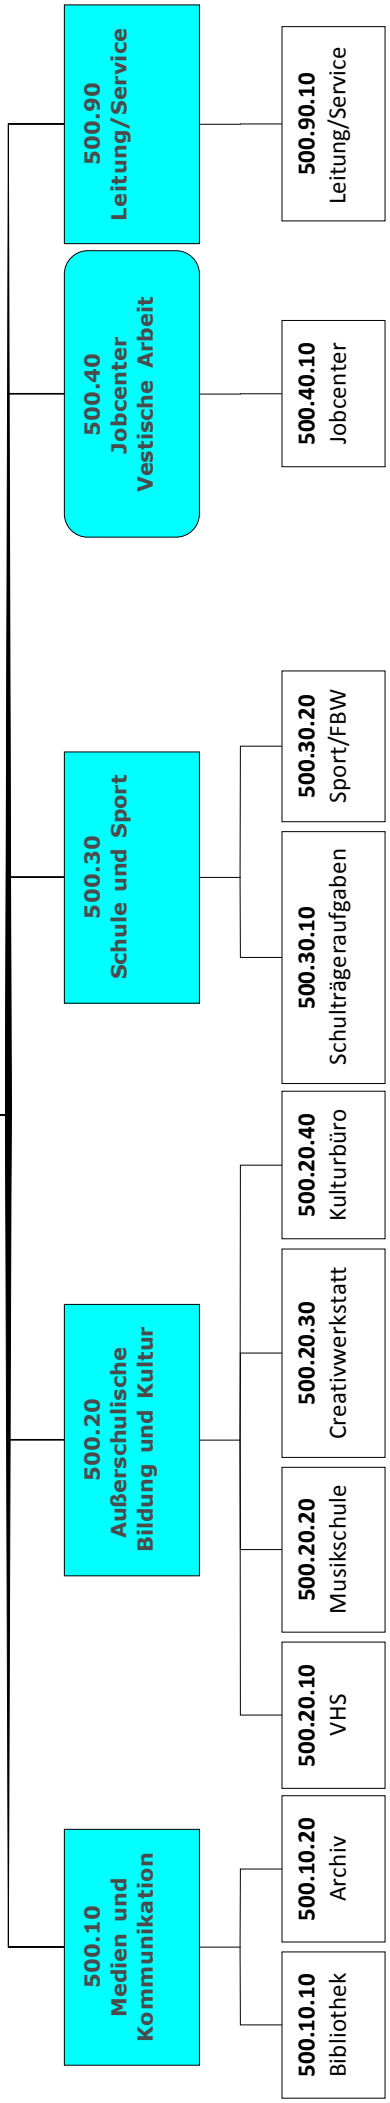 500.10
Medien und
Kommunikation
500.20
Außerschulische
Bildung und Kultur
500.30
Schule und Sport
500.40
Jobcenter
Vestische Arbeit
500.90
Leitung/Service
500.10.10
Bibliothek
500.10.20
Archiv
500.20.10
VHS
500.20.20
Musikschule
500.20.30
Creativwerkstatt
500.20.40
Kulturbüro
500.30.10
Schulträgeraufgaben
500.30.20
Sport/FBW
500.40.10
Jobcenter
500.90.10
Leitung/Service